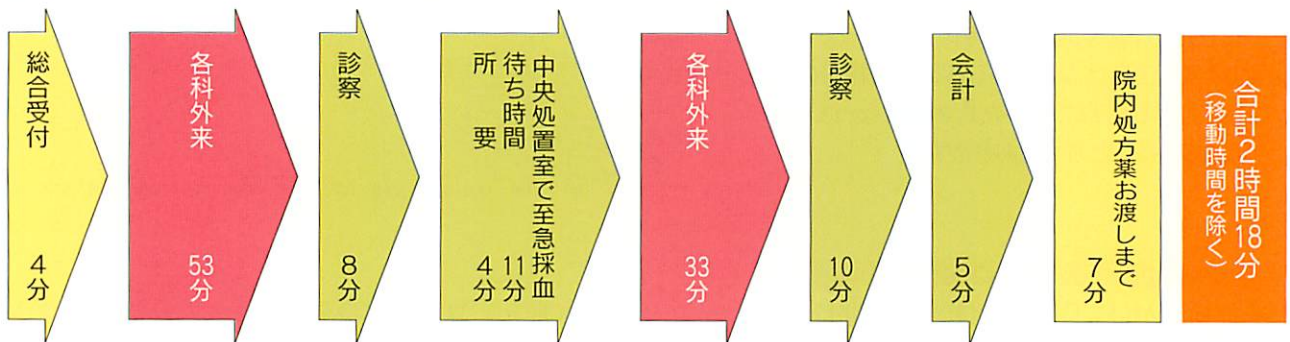 総合受付
4分
各科外来
53分
診察
8分
中央処置室で至急採血
待ち時間 11分
所要 4分
各科外来
33分
診察
10分
会計
5分
院内処方薬お渡しまで
7分
合計2時間18分
(移動時間を除く)